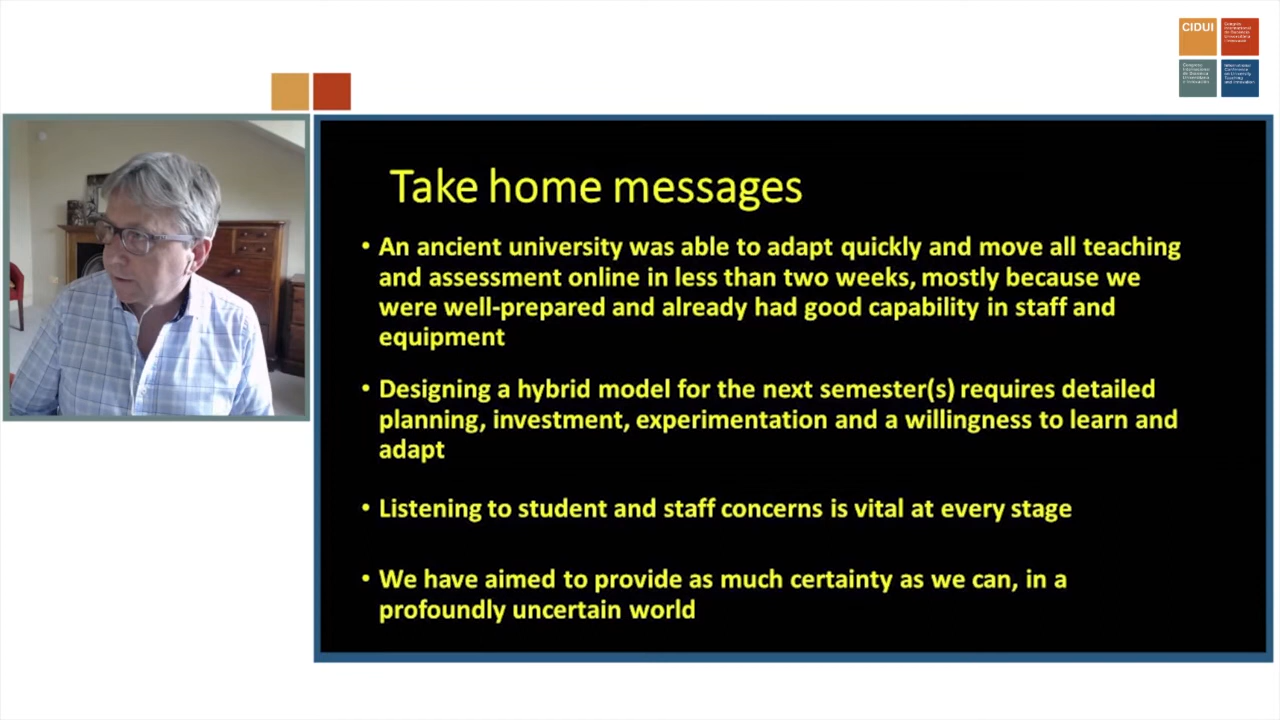 CIDUI
Take home messages
• An ancient university was able to adapt quickly and move all teaching
and assessment online in less than two weeks, mostly because we
were well-prepared and already had good capability in staff and
equipment
• Designing a hybrid model for the next semester(s) requires detailed
planning, investment, experimentation and a willingness to learn and
adapt
• Listening to student and staff concerns is vital at every stage
• We have aimed to provide as much certainty as we can, in a
profoundly uncertain world